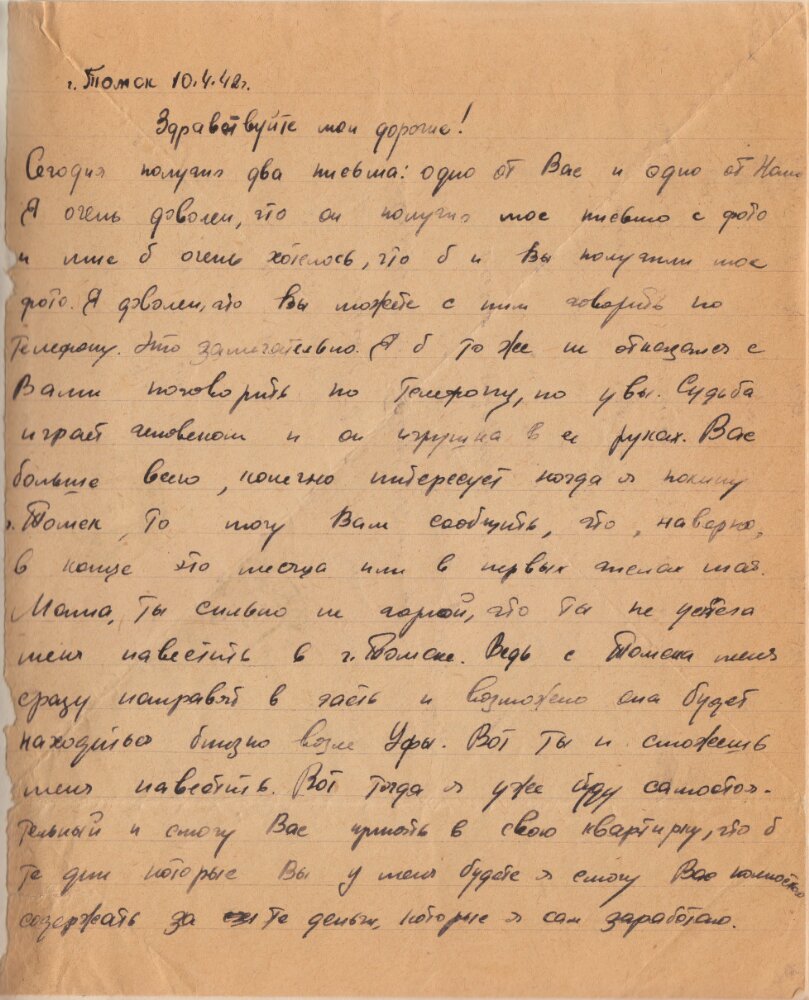 г. Томск 10.4.42г.
Здравствуйте мои дорогие!
Сегодня получил два письма: одно от Вас и одно от
Я очень доволен, что он получил мое письмо с фото
и мне б очень хотелось, что б и Вы получили мое
фото. Я доволен, что Вы можете с ним говорить по
телефону. Это замечательно. Я б то же не отказался с
Вами поговорить по телефону, но увы. Судьба
играет человеком и он игрушка в ее руках. Вас
больше всего, конечно интересует когда я покину
г. Томск, то могу Вам сообщить, что, наверно,
в конце это месяца или в первых числах мая.
Мама, ты сильно не горюй, что ты не успела
меня навестить в г. Томске. Ведь с Томска меня
сразу направят в часть и возможно она будет
находиться близко возле Уфы. Вот ты и сможешь
меня навестить. Вот тогда я уже буду самостоя-
тельный и смогу Вас принять в свою квартирку, что б
те дни которые Вы у меня будете я смогу Вас полностью
содержать за те деньги, которые я сам заработаю.